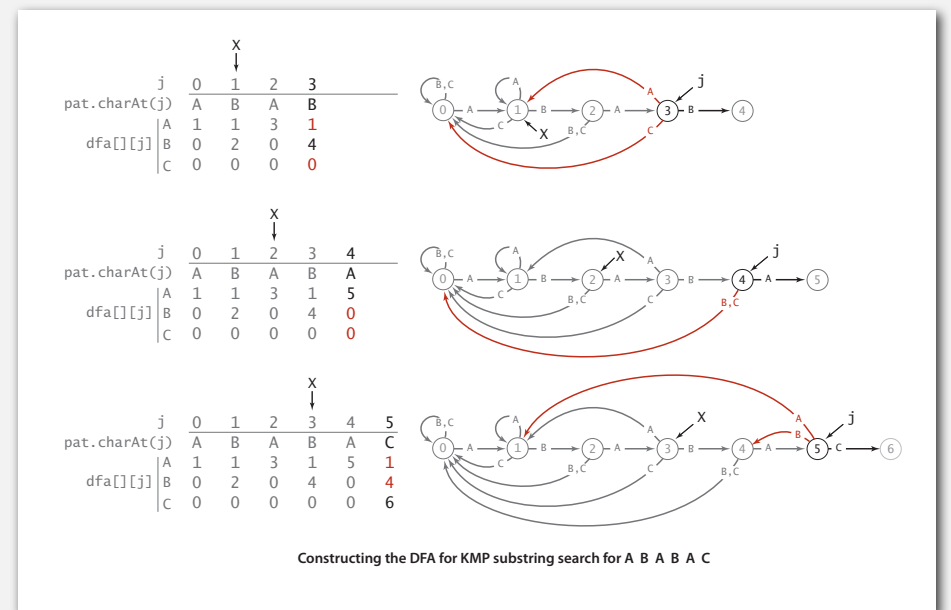 X
j 0 1 2 3
pat.charAt(j) A B A B
A 1 1 3 1
dfa[][j] B 0 2 0 4
C 0 0 0 0
B,C A j
A
0 A 1 B 2 A 3 B 4
C X B,C C
X
j 0 1 2 3 4
pat.charAt(j) A B A B A
A 1 1 3 1 5
dfa[][j] B 0 2 0 4 0
C 0 0 0 0 0
B,C A X A j
0 A 1 B 2 A 3 B 4 A 5
C B,C C B,C
X
j 0 1 2 3 4 5
pat.charAt(j) A B A B A C
A 1 1 3 1 5 1
dfa[][j] B 0 2 0 4 0 4
C 0 0 0 0 0 6
B,C A X A A B j
0 A 1 B 2 A 3 B 4 A 5 C 6
C B,C C B,C
Constructing the DFA for KMP substring search for A B A B A C